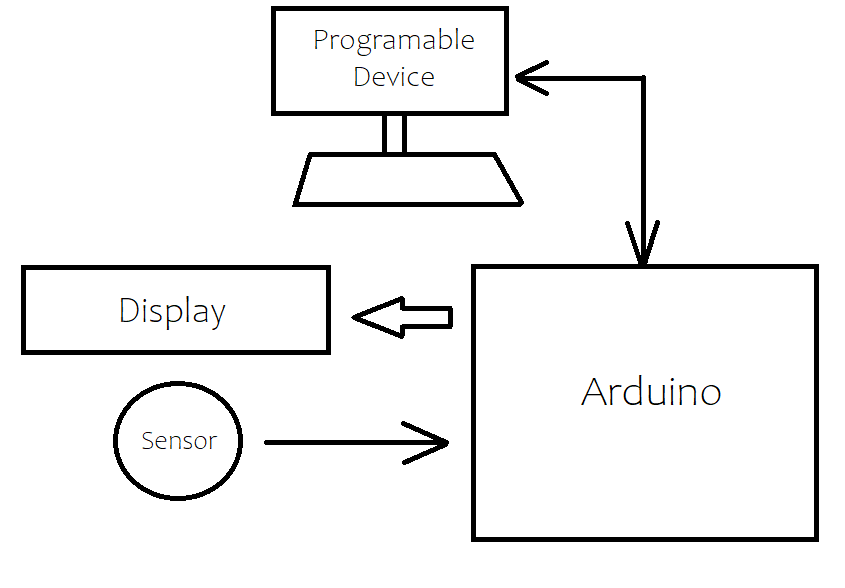 Programable
Device
Display
Arduino
Sensor